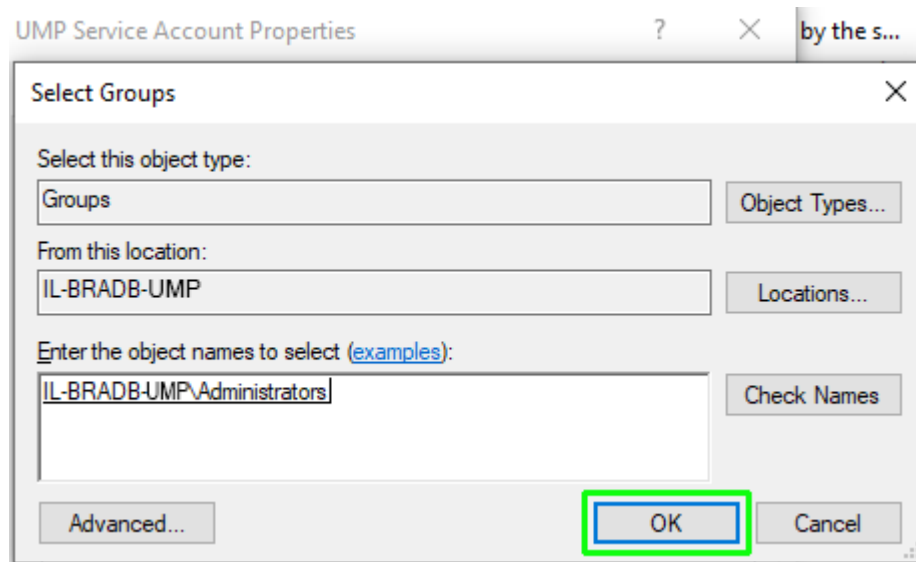 UMP Service Account Properties
by the s...
Select Groups
Select this object type:
Groups
Object Types...
From this location:
IL-BRADB-UMP
Locations...
Enter the object names to select (examples):
IL-BRADB-UMP\Administrators
Check Names
Advanced...
OK
Cancel